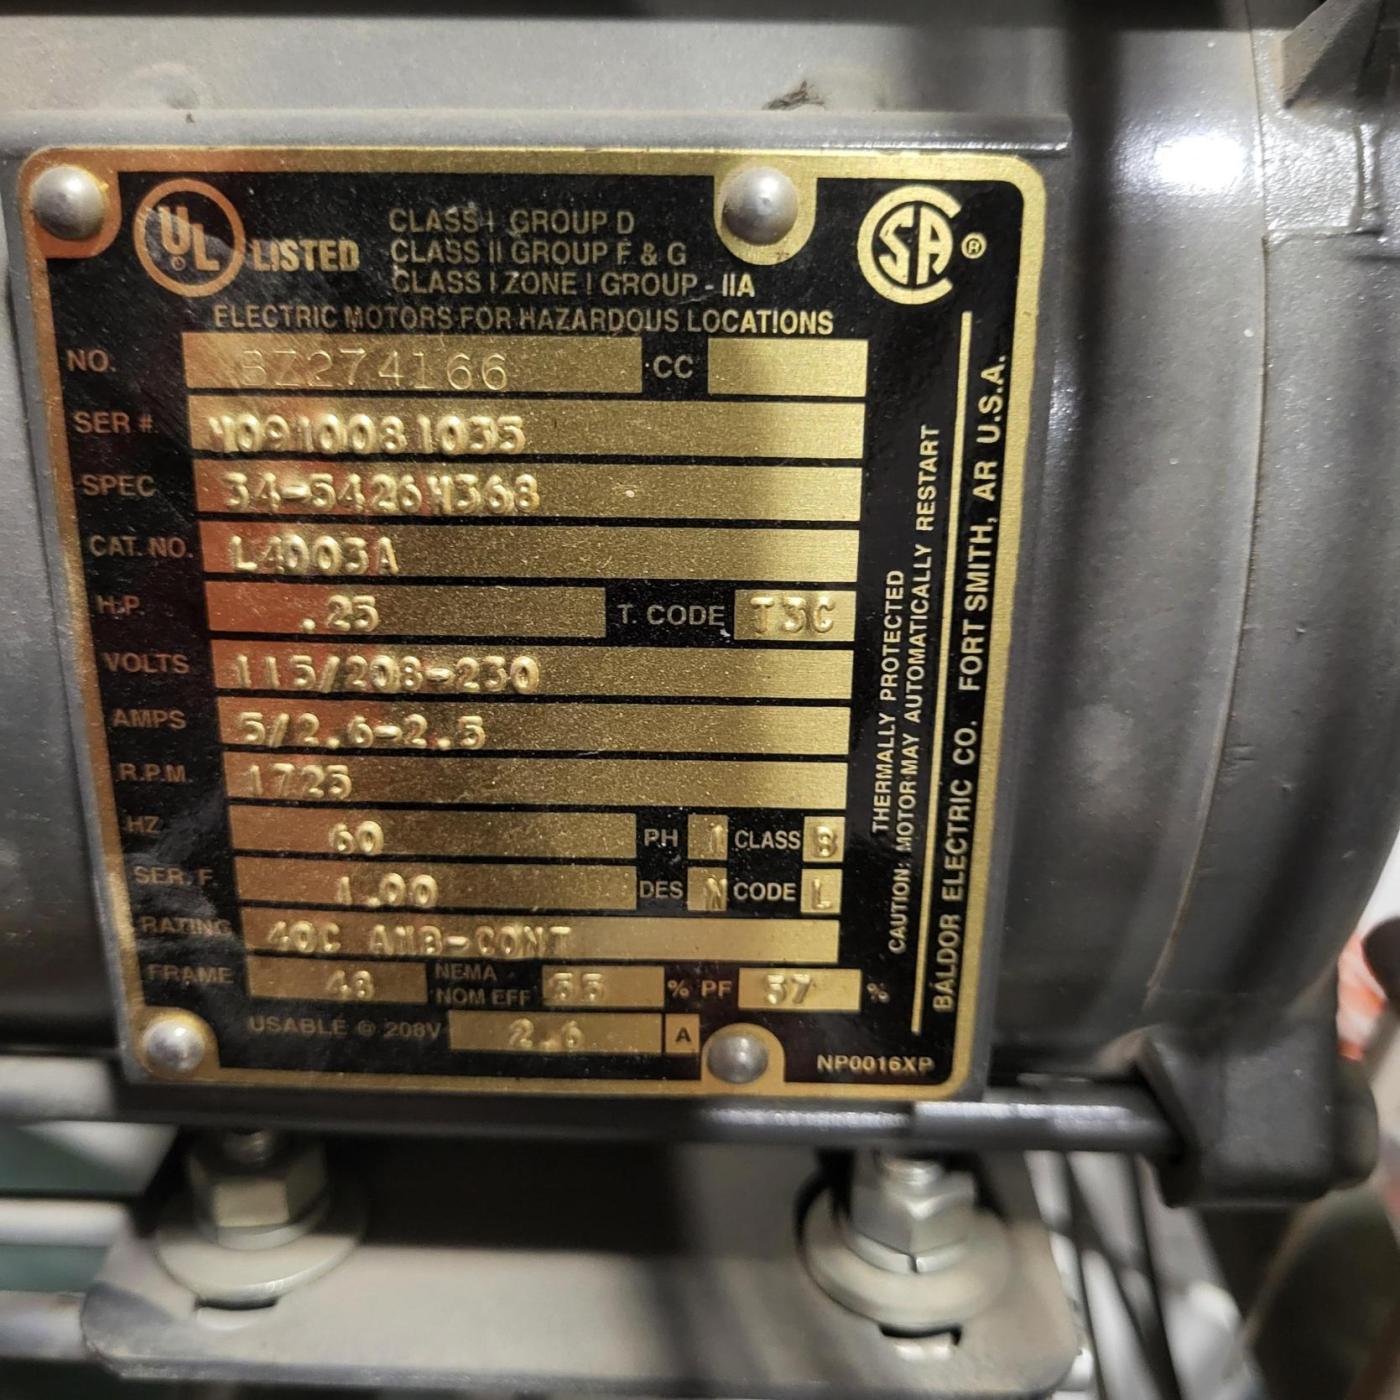 UL LISTED
CLASS I GROUP D
CLASS II GROUP F & G
CLASS I ZONE I GROUP - IIA
SA ®
ELECTRIC MOTORS FOR HAZARDOUS LOCATIONS
NO. BZ274166 CC
SER #. M0910081035
SPEC 34-5426M368
CAT. NO. L4003A
H.P. .25 T. CODE T3C
VOLTS 115/208-230
AMPS 5/2.6-2.5
R.P.M. 1725
HZ 60 PH 1 CLASS B
SER. F 1.00 DES N CODE L
RATING 40C AMB-CONT
FRAME 48 NEMA NOM EFF 55 % PF 57 %
USABLE @ 208V 2.6 A
NP0016XP
THERMALLY PROTECTED
CAUTION: MOTOR MAY AUTOMATICALLY RESTART
BALDOR ELECTRIC CO. FORT SMITH, AR U.S.A.